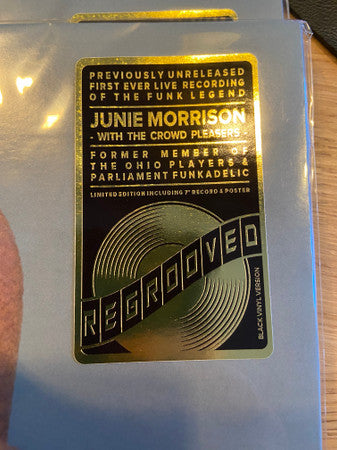 PREVIOUSLY UNRELEASED
FIRST EVER LIVE RECORDING
OF THE FUNK LEGEND
JUNIE MORRISON
- WITH THE CROWD PLEASERS -
FORMER MEMBER OF
THE OHIO PLAYERS &
PARLIAMENT FUNKADELIC
LIMITED EDITION INCLUDING 7" RECORD & POSTER
REGROOVED
BLACK VINYL VERSION